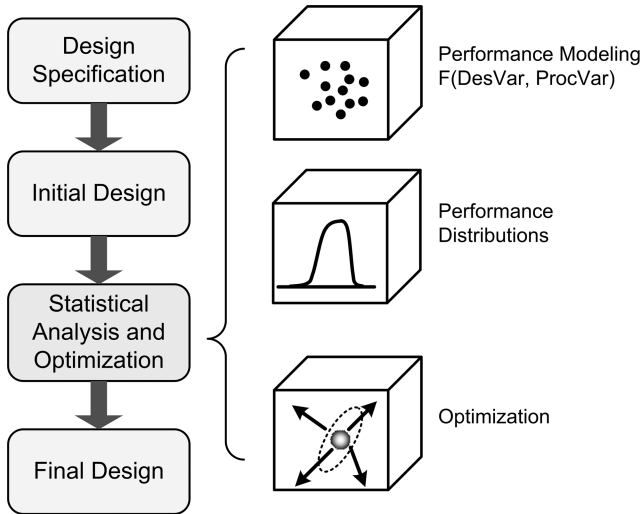 Design
Specification
Initial Design
Statistical
Analysis and
Optimization
Final Design
Performance Modeling
F(DesVar, ProcVar)
Performance
Distributions
Optimization